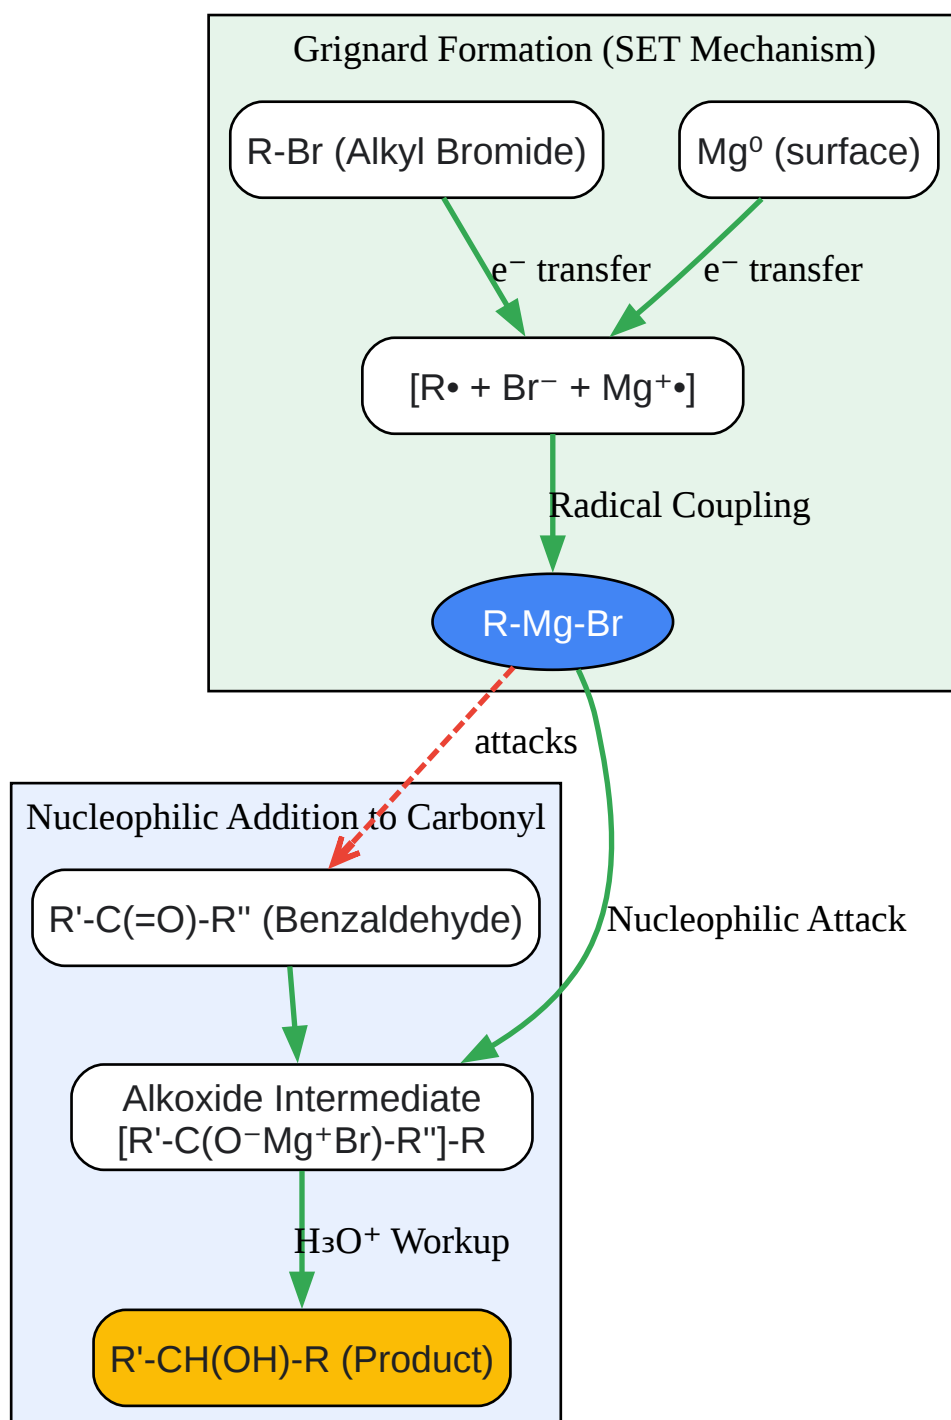 Grignard Formation (SET Mechanism)
R-Br (Alkyl Bromide)
Mg⁰ (surface)
e⁻ transfer
e⁻ transfer
[R• + Br⁻ + Mg⁺•]
Radical Coupling
R-Mg-Br
attacks
Nucleophilic Addition to Carbonyl
R'-C(=O)-R'' (Benzaldehyde)
Nucleophilic Attack
Alkoxide Intermediate
[R'-C(O⁻Mg⁺Br)-R'']-R
H₃O⁺ Workup
R'-CH(OH)-R (Product)